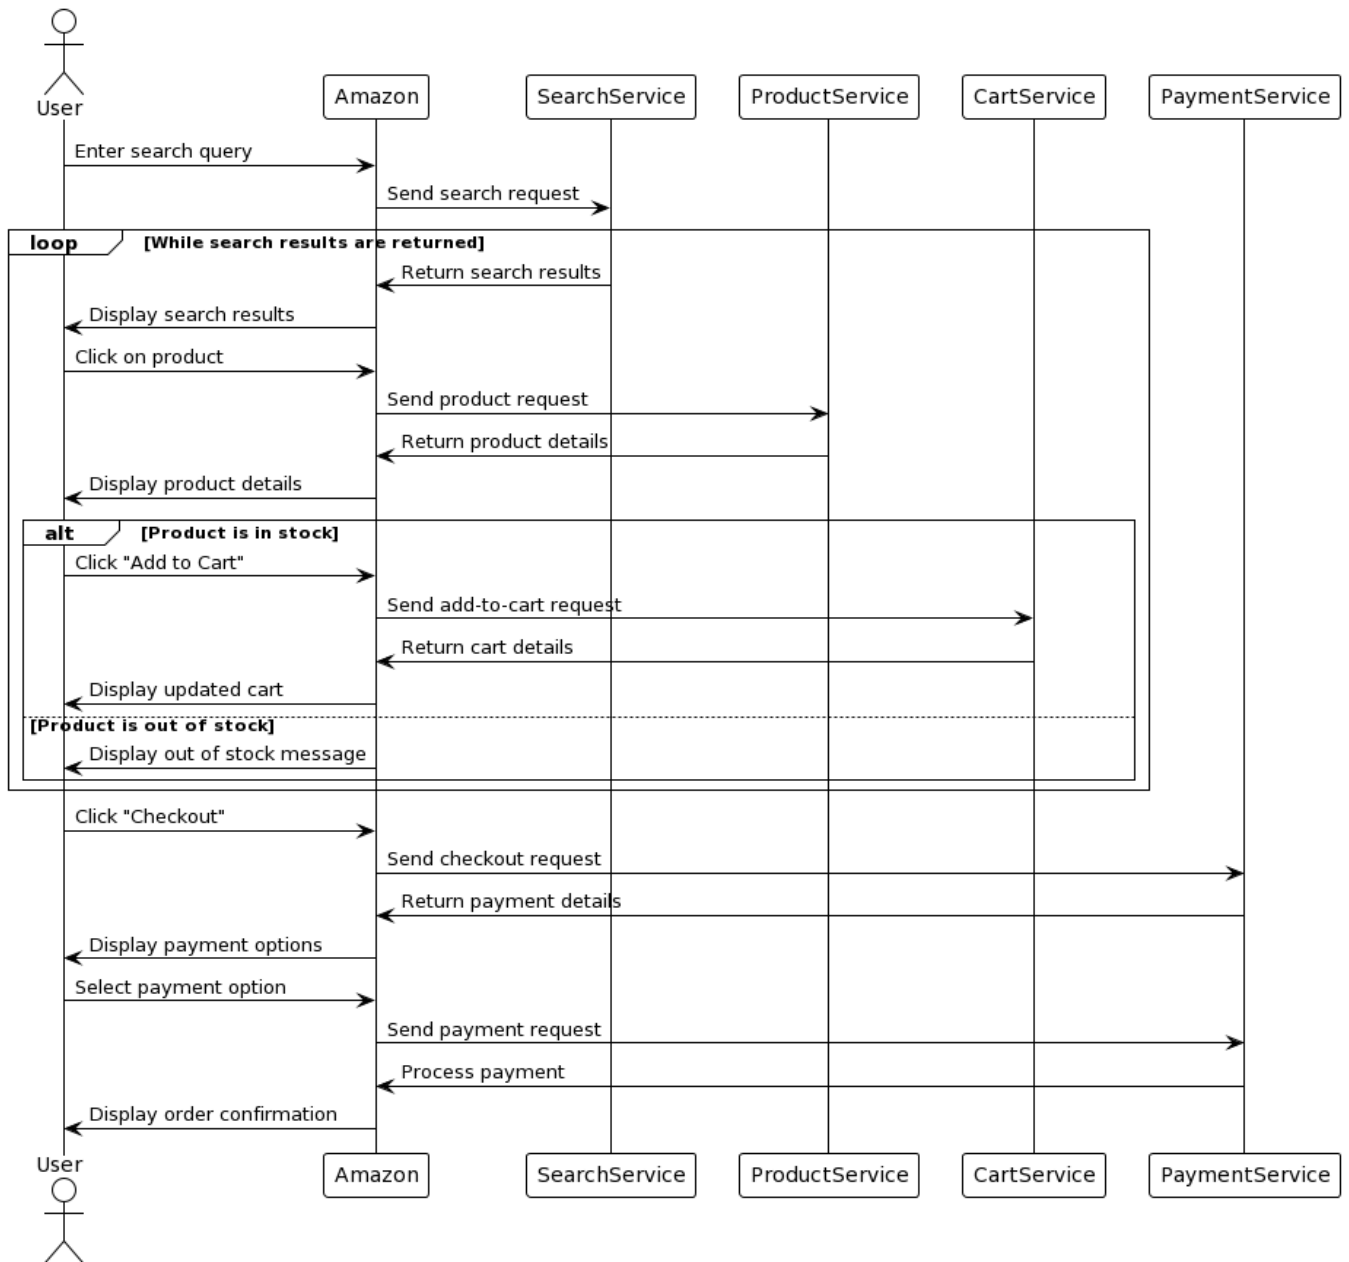 User
Amazon
SearchService
ProductService
CartService
PaymentService
Enter search query
Send search request
loop
[While search results are returned]
Return search results
Display search results
Click on product
Send product request
Return product details
Display product details
alt
[Product is in stock]
Click "Add to Cart"
Send add-to-cart request
Return cart details
Display updated cart
[Product is out of stock]
Display out of stock message
Click "Checkout"
Send checkout request
Return payment details
Display payment options
Select payment option
Send payment request
Process payment
Display order confirmation
User
Amazon
SearchService
ProductService
CartService
PaymentService